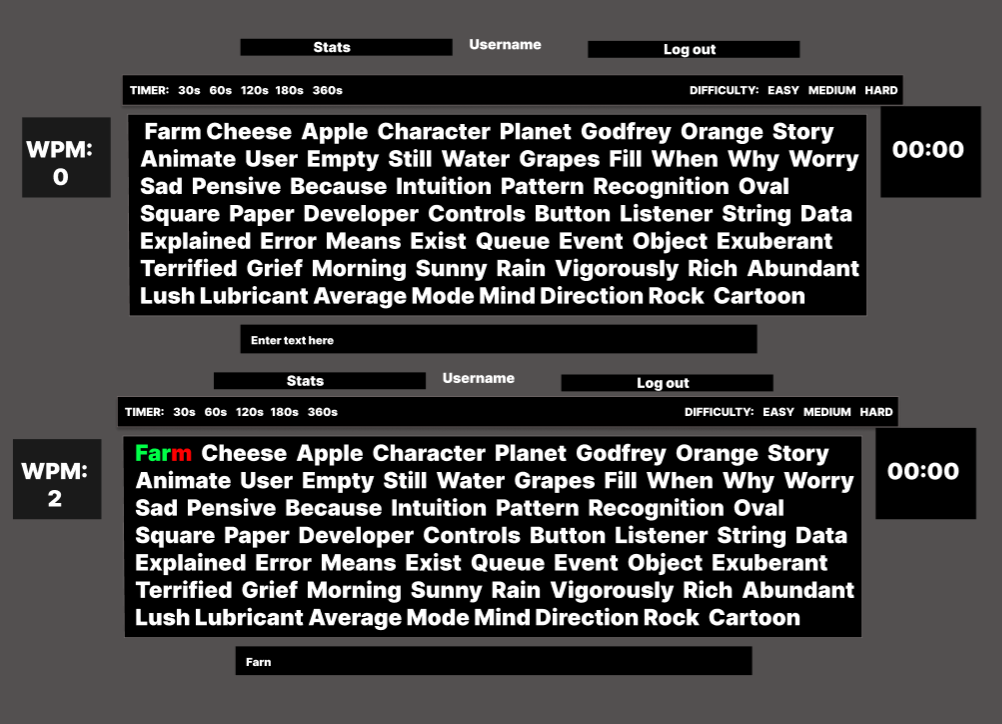 Stats Username Log out
TIMER: 30s 60s 120s 180s 360s DIFFICULTY: EASY MEDIUM HARD
WPM:
0
00:00
Farm Cheese Apple Character Planet Godfrey Orange Story
Animate User Empty Still Water Grapes Fill When Why Worry
Sad Pensive Because Intuition Pattern Recognition Oval
Square Paper Developer Controls Button Listener String Data
Explained Error Means Exist Queue Event Object Exuberant
Terrified Grief Morning Sunny Rain Vigorously Rich Abundant
Lush Lubricant Average Mode Mind Direction Rock Cartoon
Enter text here
Stats Username Log out
TIMER: 30s 60s 120s 180s 360s DIFFICULTY: EASY MEDIUM HARD
WPM:
2
00:00
Farm Cheese Apple Character Planet Godfrey Orange Story
Animate User Empty Still Water Grapes Fill When Why Worry
Sad Pensive Because Intuition Pattern Recognition Oval
Square Paper Developer Controls Button Listener String Data
Explained Error Means Exist Queue Event Object Exuberant
Terrified Grief Morning Sunny Rain Vigorously Rich Abundant
Lush Lubricant Average Mode Mind Direction Rock Cartoon
Farn